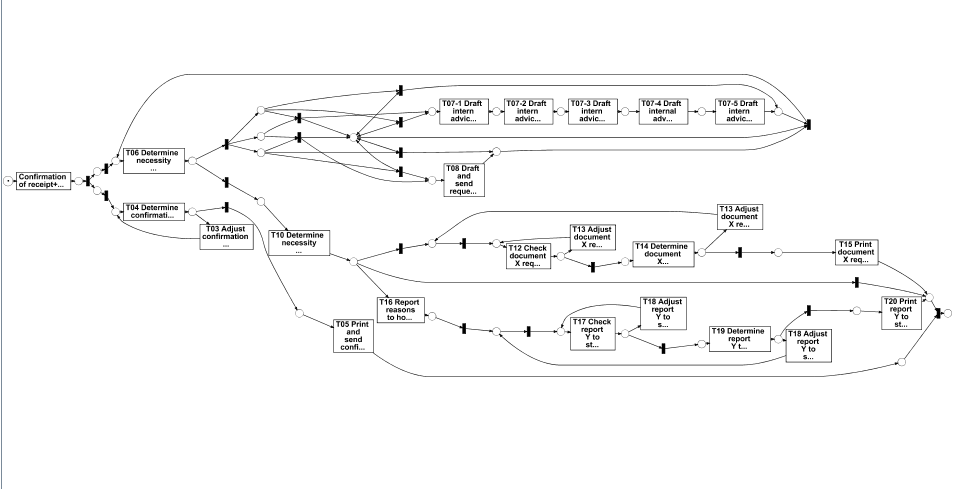 Confirmation
of receipt+...
T06 Determine
necessity
...
T04 Determine
confirmati...
T03 Adjust
confirmation
...
T10 Determine
necessity
...
T05 Print
and
send
confi...
T07-1 Draft
intern
advic...
T07-2 Draft
intern
advic...
T07-3 Draft
intern
advic...
T07-4 Draft
internal
adv...
T07-5 Draft
intern
advic...
T08 Draft
and
send
reque...
T13 Adjust
document
X re...
T13 Adjust
document
X re...
T12 Check
document
X req...
T14 Determine
document
X...
T15 Print
document
X req...
T16 Report
reasons
to ho...
T18 Adjust
report
Y to
s...
T17 Check
report
Y to
st...
T19 Determine
report
Y t...
T18 Adjust
report
Y to
s...
T20 Print
report
Y to
st...